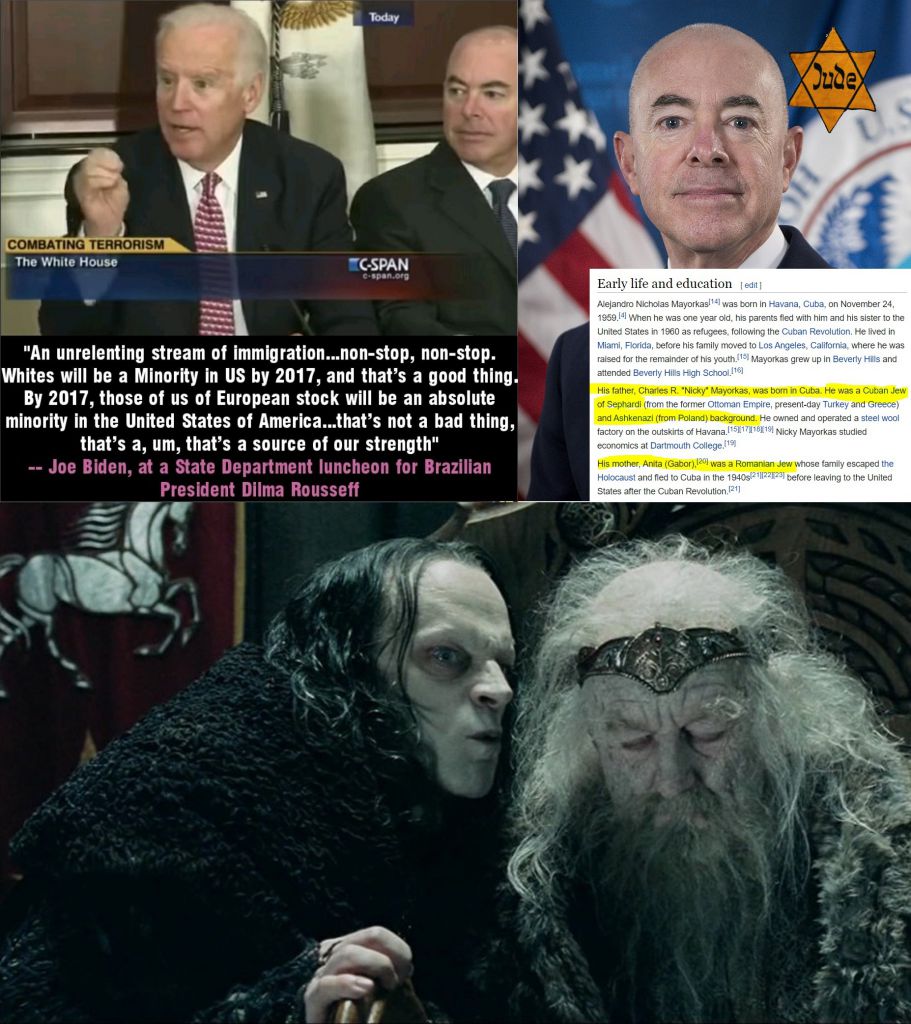 Today
COMBATING TERRORISM
The White House
C-SPAN
c-span.org
"An unrelenting stream of immigration...non-stop, non-stop.
Whites will be a Minority in US by 2017, and that's a good thing.
By 2017, those of us of European stock will be an absolute
minority in the United States of America...that's not a bad thing,
that's a, um, that's a source of our strength"
-- Joe Biden, at a State Department luncheon for Brazilian
President Dilma Rousseff
Jude
U.S
Early life and education [ edit ]
Alejandro Nicholas Mayorkas[14] was born in Havana, Cuba, on November 24,
1959.[4] When he was one year old, his parents fled with him and his sister to the
United States in 1960 as refugees, following the Cuban Revolution. He lived in
Miami, Florida, before his family moved to Los Angeles, California, where he was
raised for the remainder of his youth.[15] Mayorkas grew up in Beverly Hills and
attended Beverly Hills High School.[16]
His father, Charles R. "Nicky" Mayorkas, was born in Cuba. He was a Cuban Jew
of Sephardi (from the former Ottoman Empire, present-day Turkey and Greece)
and Ashkenazi (from Poland) background. He owned and operated a steel wool
factory on the outskirts of Havana.[15][17][18][19] Nicky Mayorkas studied
economics at Dartmouth College.[19]
His mother, Anita (Gabor),[20] was a Romanian Jew whose family escaped the
Holocaust and fled to Cuba in the 1940s[21][22][23] before leaving to the United
States after the Cuban Revolution.[21]